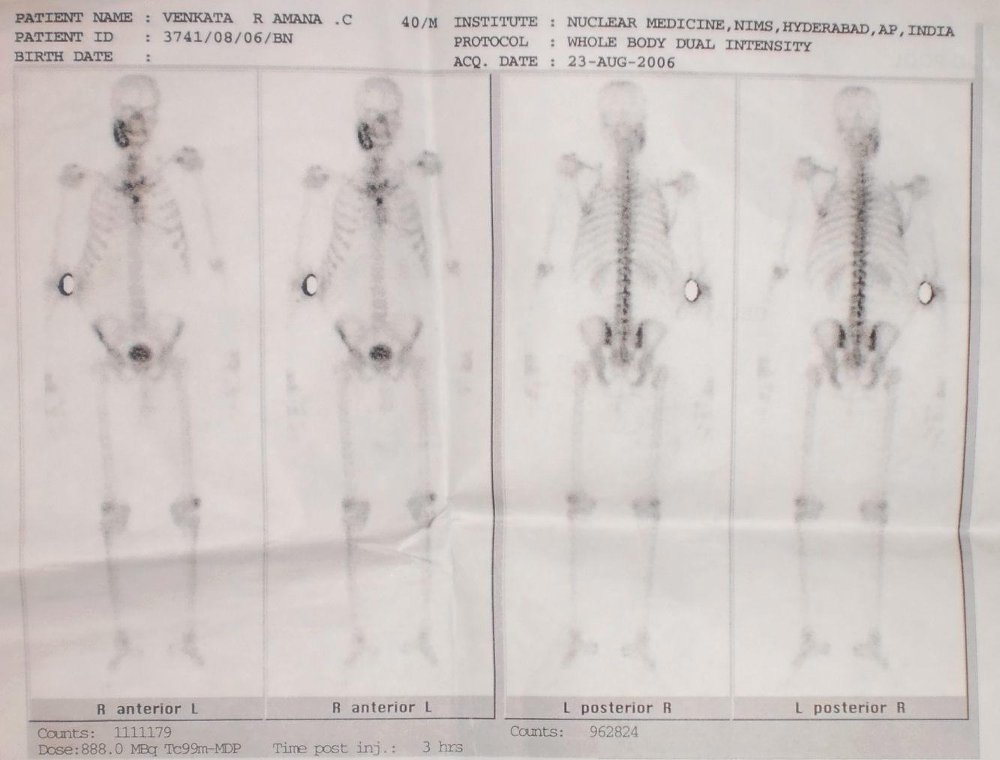 PATIENT NAME : VENKATA R AMANA .C 40/M
PATIENT ID : 3741/08/06/BN
BIRTH DATE :
INSTITUTE : NUCLEAR MEDICINE,NIMS,HYDERABAD,AP,INDIA
PROTOCOL : WHOLE BODY DUAL INTENSITY
ACQ. DATE : 23-AUG-2006
R anterior L
R anterior L
L posterior R
L posterior R
Counts: 1111179
Dose:888.0 MBq Tc99m-MDP Time post inj.: 3 hrs
Counts: 962824